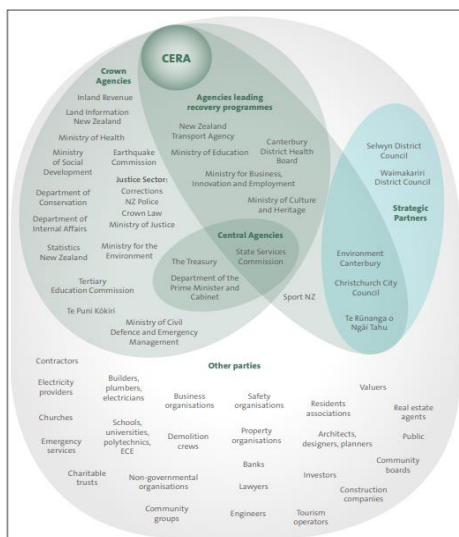 CERA
Crown
Agencies
Inland Revenue
Land Information
New Zealand
Ministry of Health
Ministry
of Social
Development
Earthquake
Commission
Justice Sector:
Corrections
NZ Police
Crown Law
Ministry of Justice
Department of
Conservation
Department of
Internal Affairs
Statistics
New Zealand
Ministry for the
Environment
Tertiary
Education Commission
Te Puni Kōkiri
Ministry of Civil
Defence and Emergency
Management
Agencies leading
recovery programmes
New Zealand
Transport Agency
Ministry of Education
Canterbury
District Health
Board
Ministry for Business,
Innovation and Employment
Ministry of Culture
and Heritage
Central Agencies
The Treasury
State Services
Commission
Department of the
Prime Minister and
Cabinet
Sport NZ
Selwyn District
Council
Waimakariri
District Council
Strategic
Partners
Environment
Canterbury
Christchurch City
Council
Te Rūnanga o
Ngāi Tahu
Other parties
Contractors
Electricity
providers
Builders,
plumbers,
electricians
Business
organisations
Safety
organisations
Residents
associations
Valuers
Real estate
agents
Churches
Schools,
universities,
polytechnics,
ECE
Demolition
crews
Property
organisations
Architects,
designers, planners
Public
Emergency
services
Banks
Community
boards
Charitable
trusts
Non-governmental
organisations
Lawyers
Investors
Construction
companies
Community
groups
Engineers
Tourism
operators